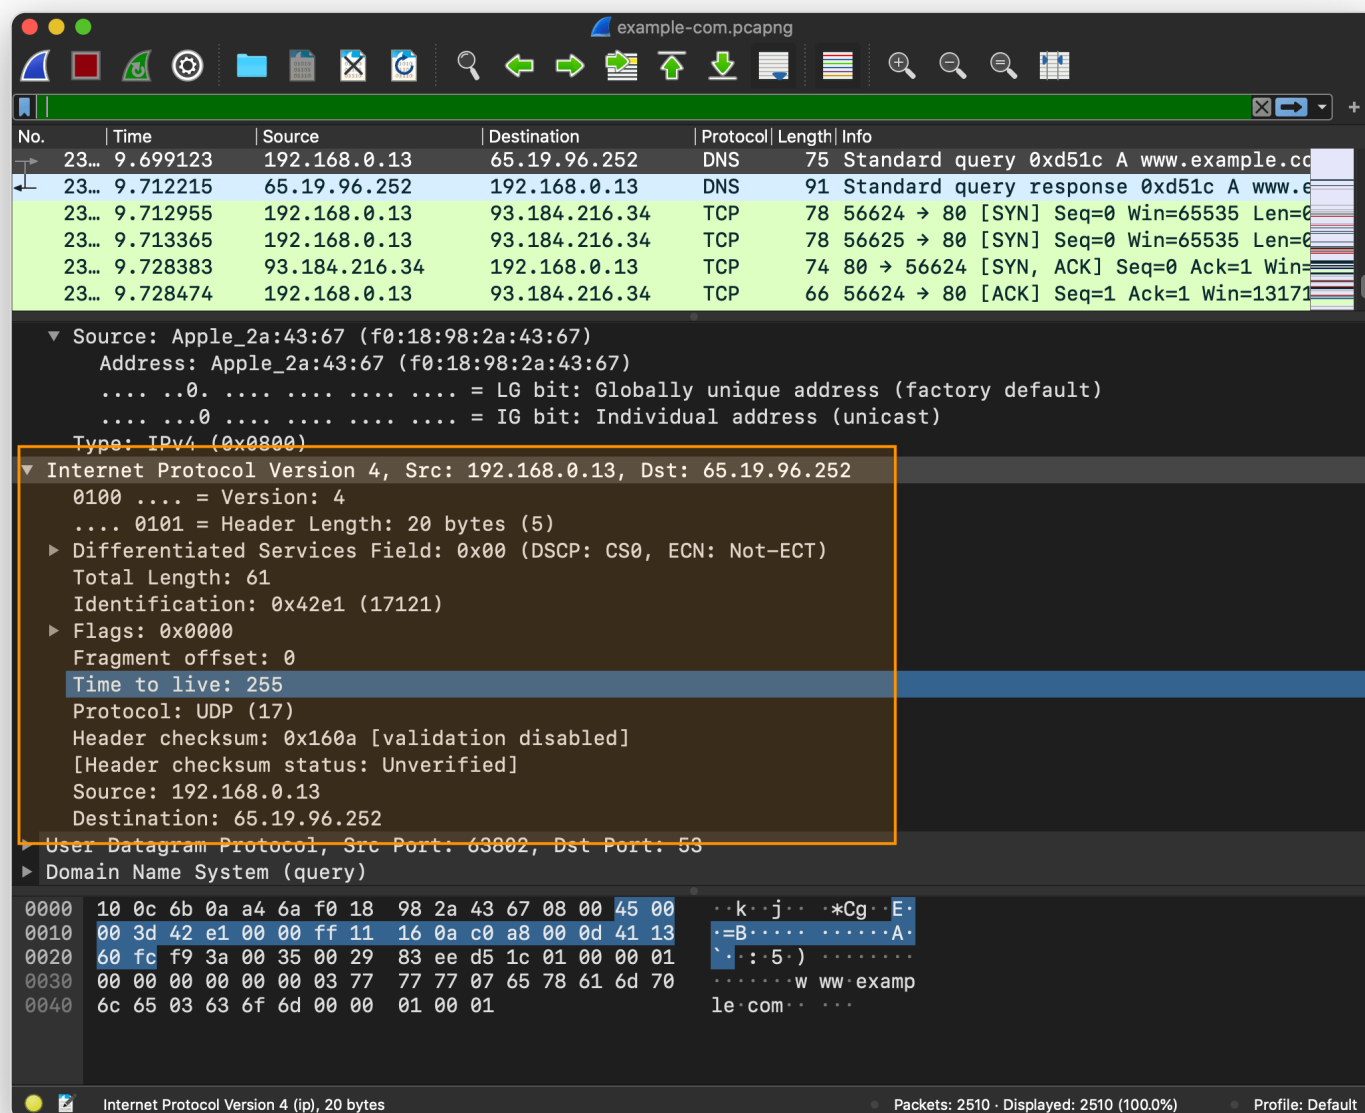 example-com.pcapng
No. Time Source Destination Protocol Length Info
23... 9.699123 192.168.0.13 65.19.96.252 DNS 75 Standard query 0xd51c A www.example.co
23... 9.712215 65.19.96.252 192.168.0.13 DNS 91 Standard query response 0xd51c A www.e
23... 9.712955 192.168.0.13 93.184.216.34 TCP 78 56624 → 80 [SYN] Seq=0 Win=65535 Len=0
23... 9.713365 192.168.0.13 93.184.216.34 TCP 78 56625 → 80 [SYN] Seq=0 Win=65535 Len=0
23... 9.728383 93.184.216.34 192.168.0.13 TCP 74 80 → 56624 [SYN, ACK] Seq=0 Ack=1 Win=
23... 9.728474 192.168.0.13 93.184.216.34 TCP 66 56624 → 80 [ACK] Seq=1 Ack=1 Win=13171
Source: Apple_2a:43:67 (f0:18:98:2a:43:67)
Address: Apple_2a:43:67 (f0:18:98:2a:43:67)
.... ..0. .... .... .... .... = LG bit: Globally unique address (factory default)
.... ...0 .... .... .... .... = IG bit: Individual address (unicast)
Type: IPv4 (0x0800)
Internet Protocol Version 4, Src: 192.168.0.13, Dst: 65.19.96.252
0100 .... = Version: 4
.... 0101 = Header Length: 20 bytes (5)
Differentiated Services Field: 0x00 (DSCP: CS0, ECN: Not-ECT)
Total Length: 61
Identification: 0x42e1 (17121)
Flags: 0x0000
Fragment offset: 0
Time to live: 255
Protocol: UDP (17)
Header checksum: 0x160a [validation disabled]
[Header checksum status: Unverified]
Source: 192.168.0.13
Destination: 65.19.96.252
User Datagram Protocol, Src Port: 63802, Dst Port: 53
Domain Name System (query)
0000 10 0c 6b 0a a4 6a f0 18 98 2a 43 67 08 00 45 00 ··k··j·· ·*Cg··E·
0010 00 3d 42 e1 00 00 ff 11 16 0a c0 a8 00 0d 41 13 ·=B····· ······A·
0020 60 fc f9 3a 00 35 00 29 83 ee d5 1c 01 00 00 01 `··:·5·) ········
0030 00 00 00 00 00 00 03 77 77 77 07 65 78 61 6d 70 ·······w ww·examp
0040 6c 65 03 63 6f 6d 00 00 01 00 01 le·com·· ···
Internet Protocol Version 4 (ip), 20 bytes Packets: 2510 · Displayed: 2510 (100.0%) Profile: Default